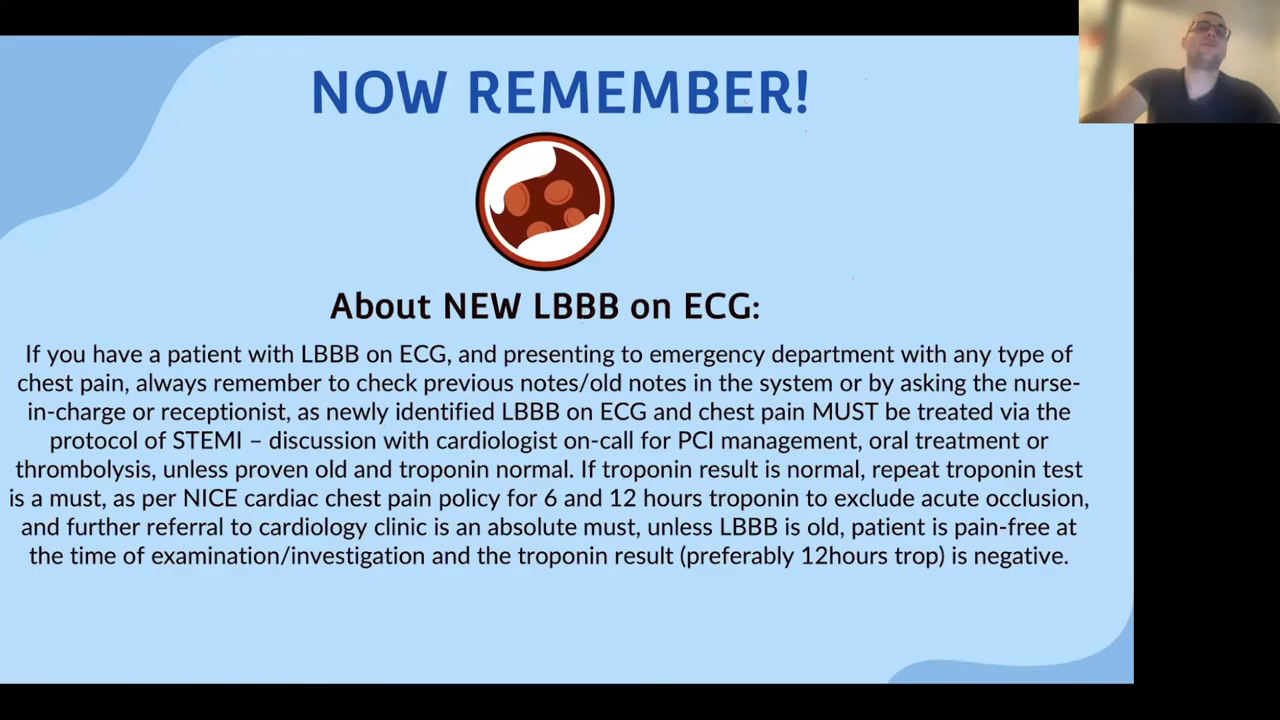 NOW REMEMBER!
About NEW LBBB on ECG:
If you have a patient with LBBB on ECG, and presenting to emergency department with any type of
chest pain, always remember to check previous notes/old notes in the system or by asking the nurse-
in-charge or receptionist, as newly identified LBBB on ECG and chest pain MUST be treated via the
protocol of STEMI – discussion with cardiologist on-call for PCI management, oral treatment or
thrombolysis, unless proven old and troponin normal. If troponin result is normal, repeat troponin test
is a must, as per NICE cardiac chest pain policy for 6 and 12 hours troponin to exclude acute occlusion,
and further referral to cardiology clinic is an absolute must, unless LBBB is old, patient is pain-free at
the time of examination/investigation and the troponin result (preferably 12hours trop) is negative.